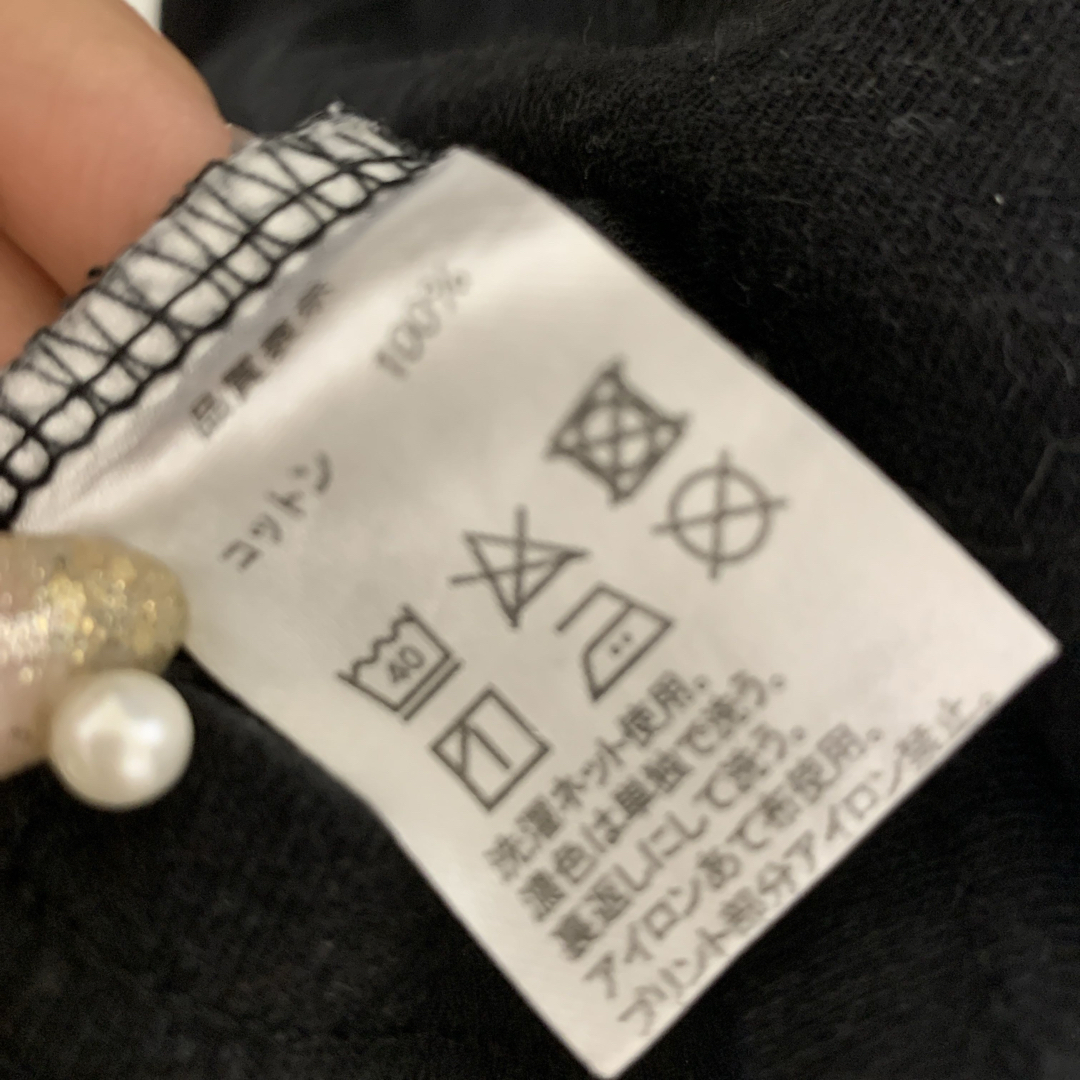 品質表示
コットン 100%
40
洗濯ネット使用。
濃色は単独で洗う。
裏返しにして洗う。
アイロンあて布使用。
プリント部分アイロン禁止。